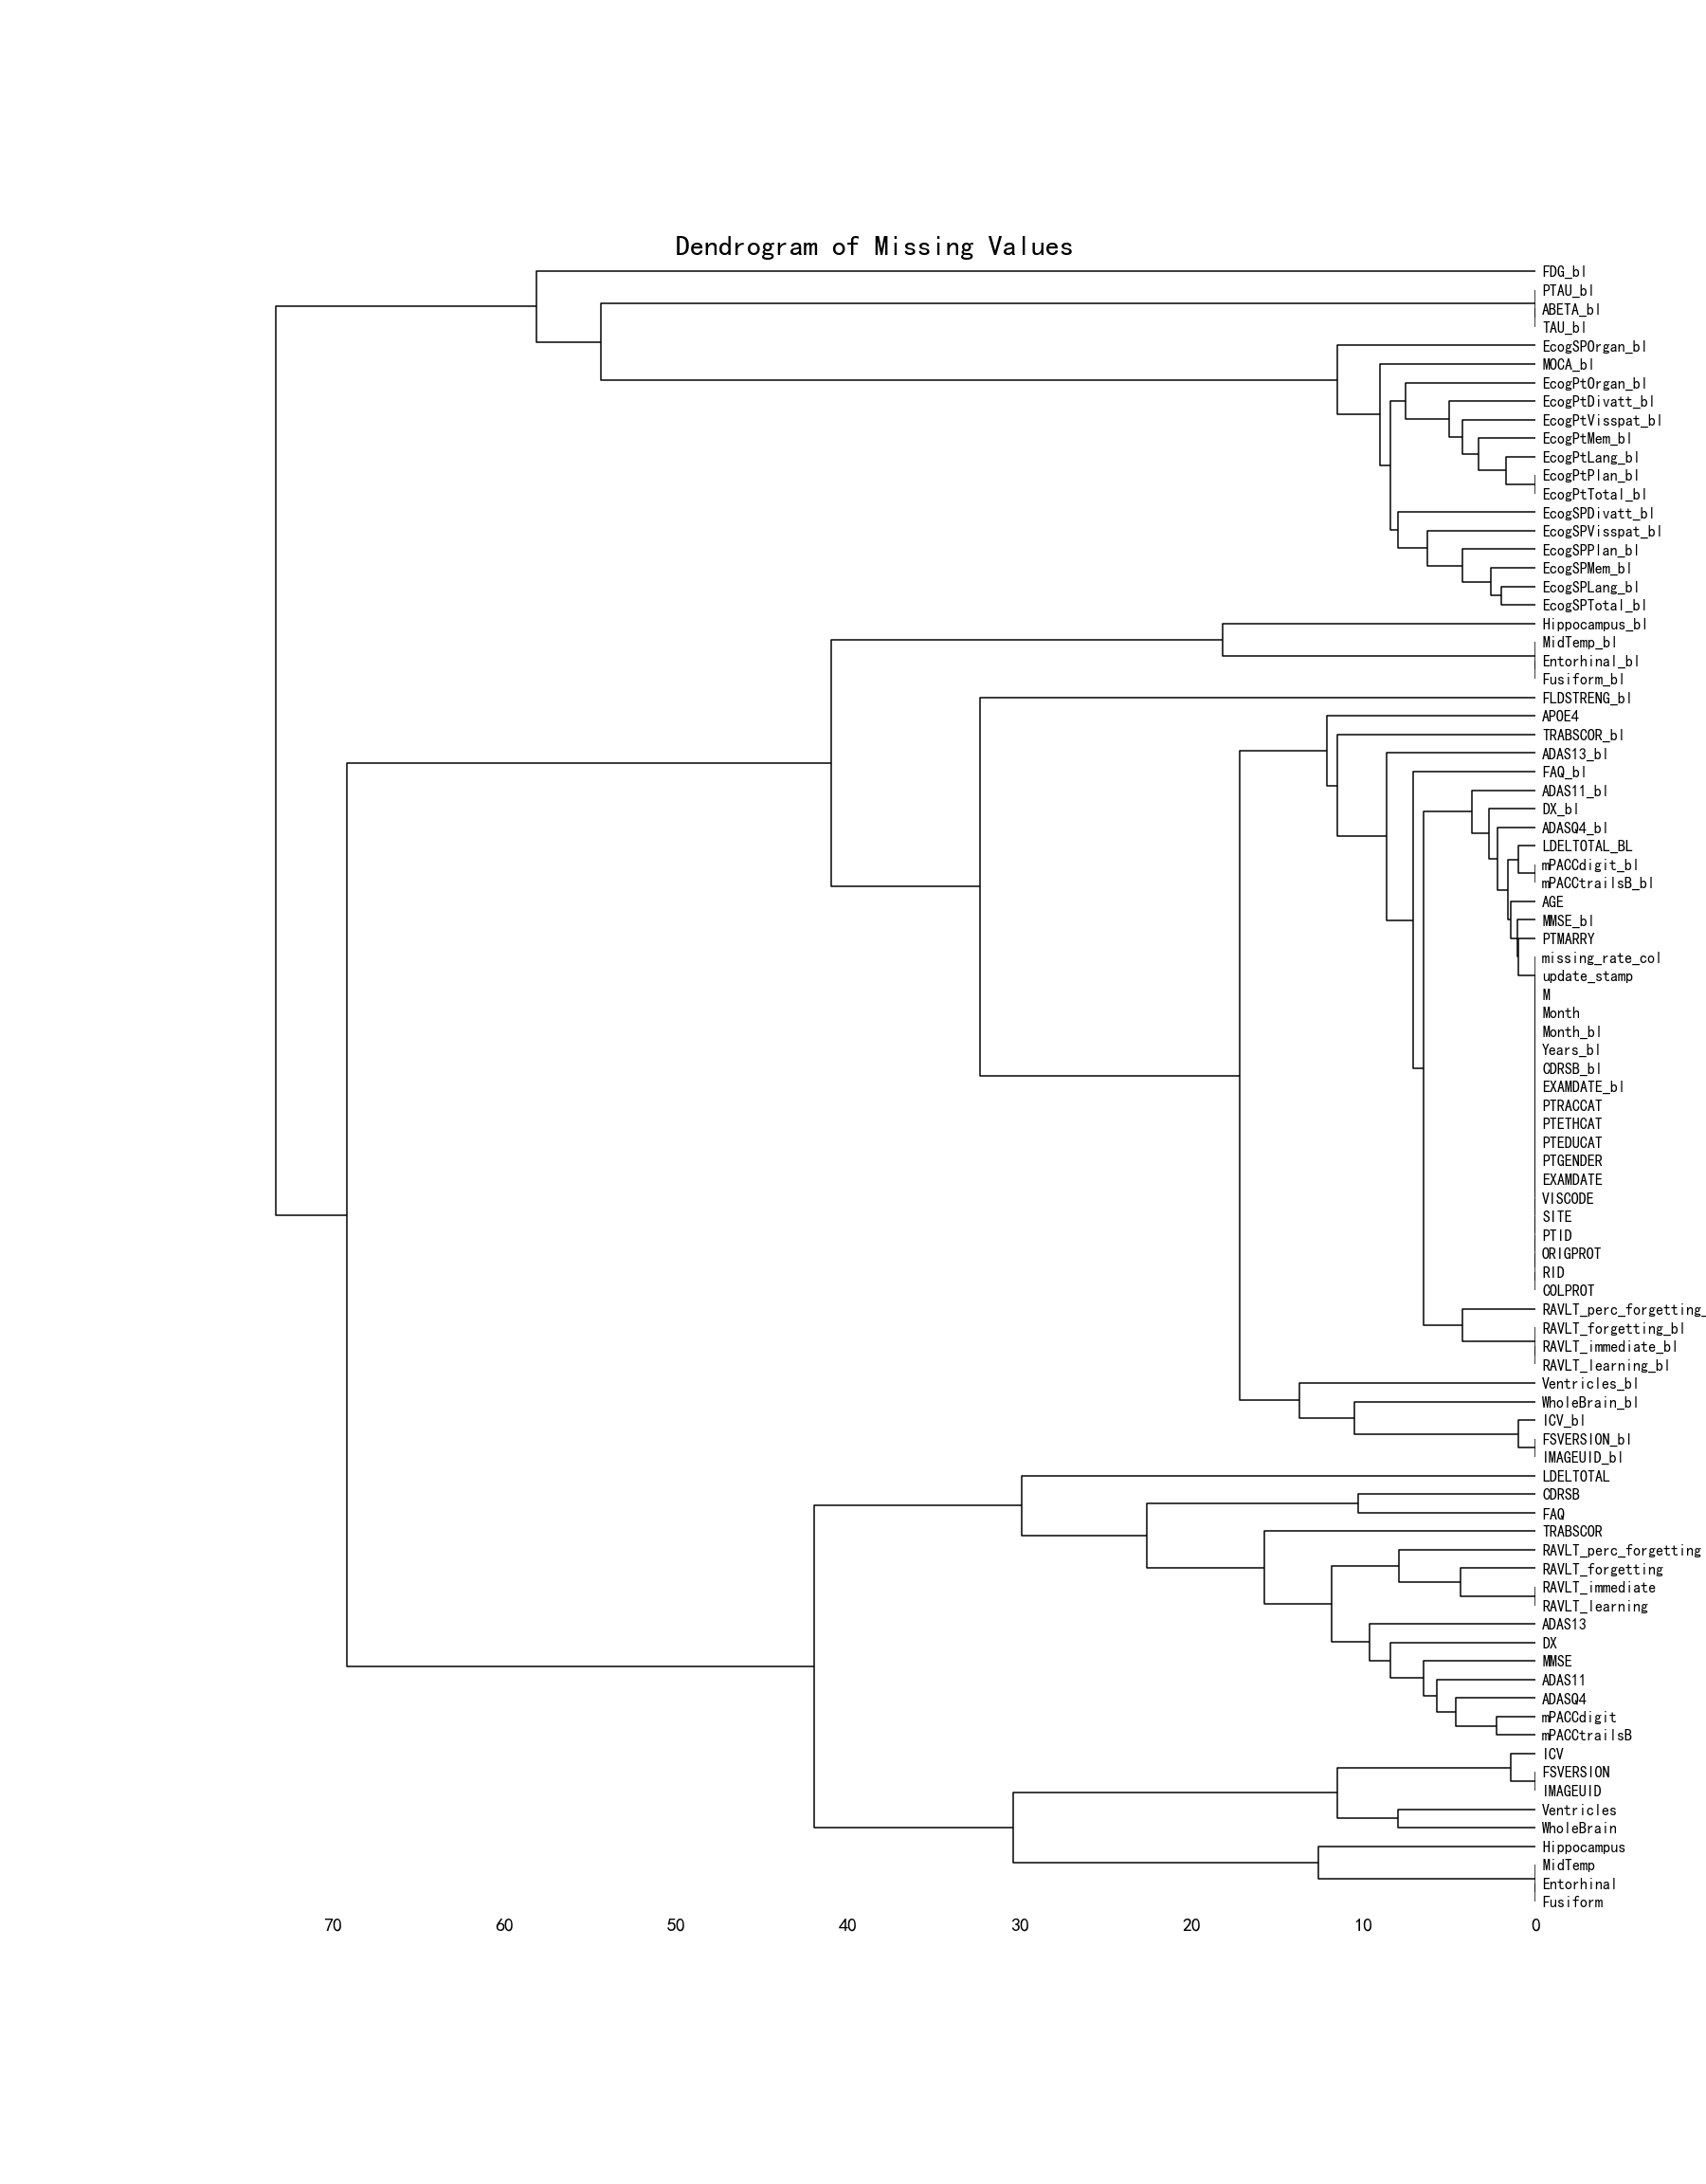 Dendrogram of Missing Values
FDG_bl
PTAU_bl
ABETA_bl
TAU_bl
EcogSPOrgan_bl
MOCA_bl
EcogPtOrgan_bl
EcogPtDivatt_bl
EcogPtVisspat_bl
EcogPtMem_bl
EcogPtLang_bl
EcogPtPlan_bl
EcogPtTotal_bl
EcogSPDivatt_bl
EcogSPVisspat_bl
EcogSPPlan_bl
EcogSPMem_bl
EcogSPLang_bl
EcogSPTotal_bl
Hippocampus_bl
MidTemp_bl
Entorhinal_bl
Fusiform_bl
FLDSTRENG_bl
APOE4
TRABSCOR_bl
ADAS13_bl
FAQ_bl
ADAS11_bl
DX_bl
ADASQ4_bl
LDELTOTAL_BL
mPACCdigit_bl
mPACCtrailsB_bl
AGE
MMSE_bl
PTMARRY
missing_rate_col
update_stamp
M
Month
Month_bl
Years_bl
CDRSB_bl
EXAMDATE_bl
PTRACCAT
PTETHCAT
PTEDUCAT
PTGENDER
EXAMDATE
VISCODE
SITE
PTID
ORIGPROT
RID
COLPROT
RAVLT_perc_forgetting_
RAVLT_forgetting_bl
RAVLT_immediate_bl
RAVLT_learning_bl
Ventricles_bl
WholeBrain_bl
ICV_bl
FSVERSION_bl
IMAGEUID_bl
LDELTOTAL
CDRSB
FAQ
TRABSCOR
RAVLT_perc_forgetting
RAVLT_forgetting
RAVLT_immediate
RAVLT_learning
ADAS13
DX
MMSE
ADAS11
ADASQ4
mPACCdigit
mPACCtrailsB
ICV
FSVERSION
IMAGEUID
Ventricles
WholeBrain
Hippocampus
MidTemp
Entorhinal
Fusiform
70 60 50 40 30 20 10 0